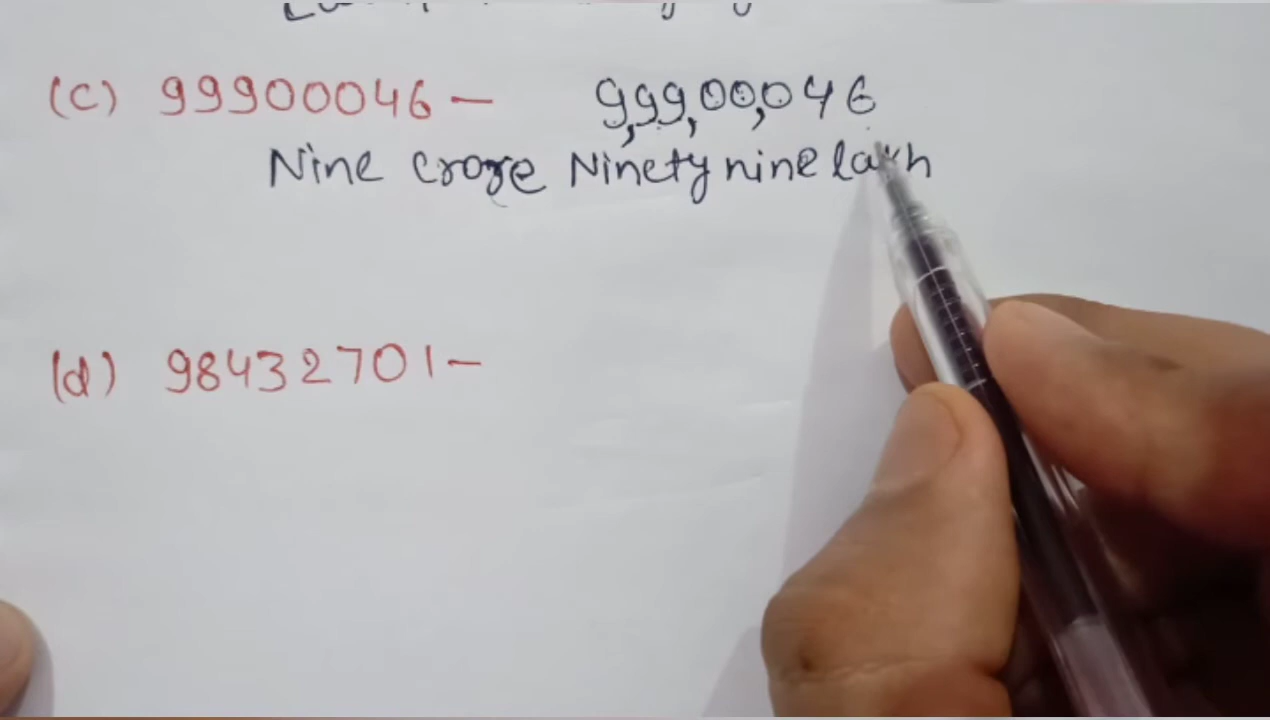 (c) 99900046 - 9,99,00,046
Nine crore Ninety nine lakh
(d) 98432701 -